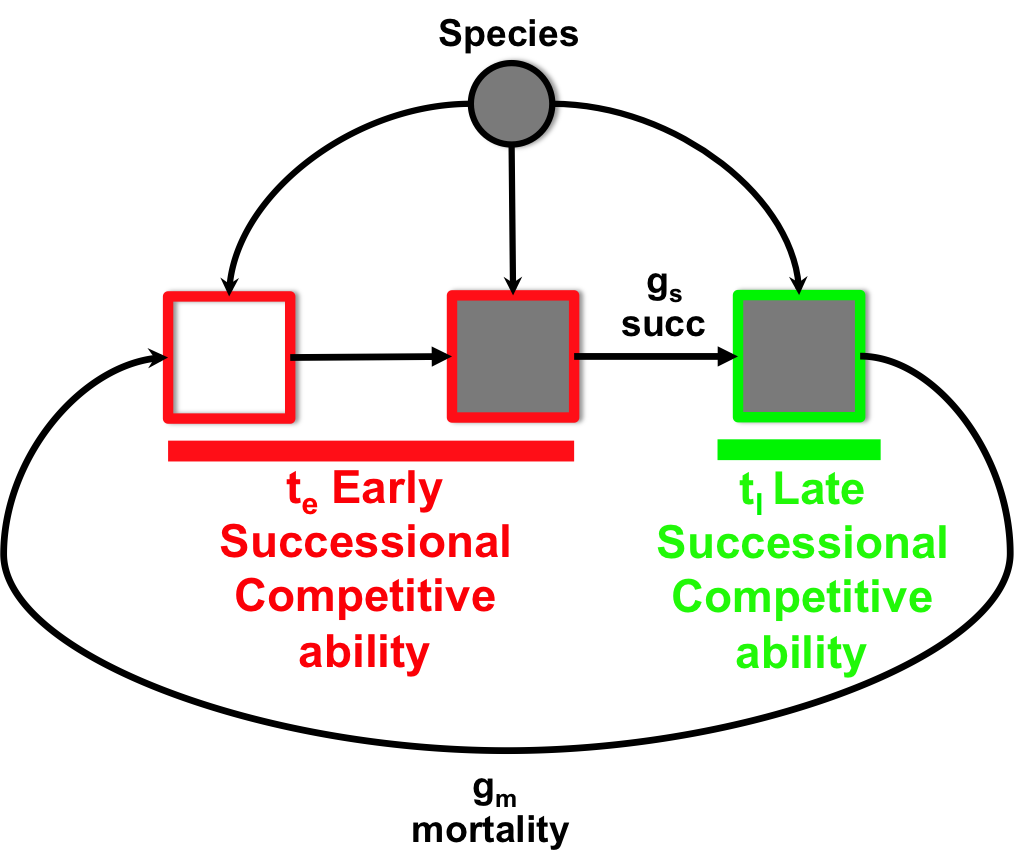 Species
g_s
succ
t_e Early
Successional
Competitive
ability
t_l Late
Successional
Competitive
ability
g_m
mortality